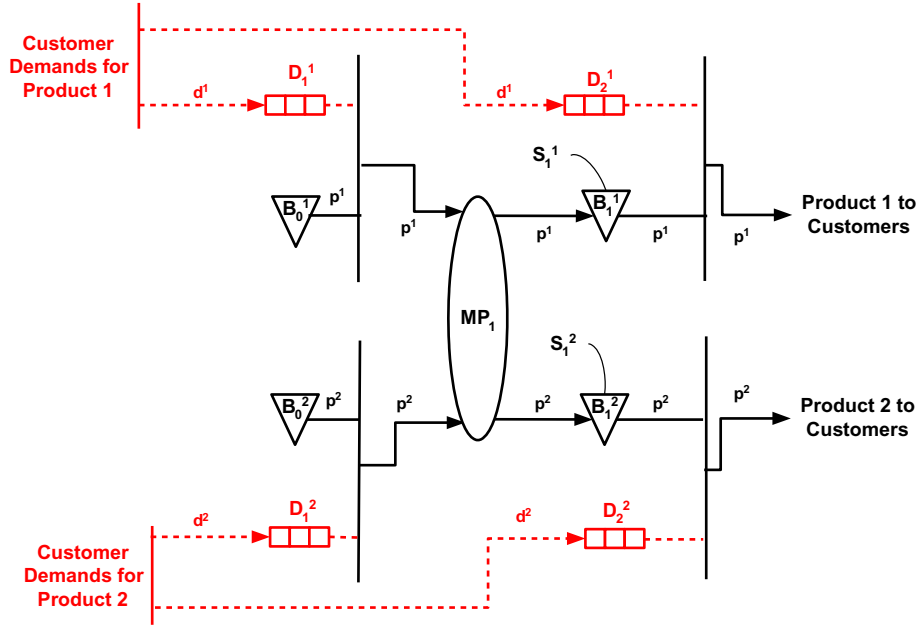 Customer
Demands for
Product 1
d¹
D₁¹
d¹
D₂¹
S₁¹
B₀¹
p¹
p¹
p¹
B₁¹
p¹
p¹
Product 1 to
Customers
MP₁
S₁²
B₀²
p²
p²
p²
B₁²
p²
p²
Product 2 to
Customers
Customer
Demands for
Product 2
d²
D₁²
d²
D₂²